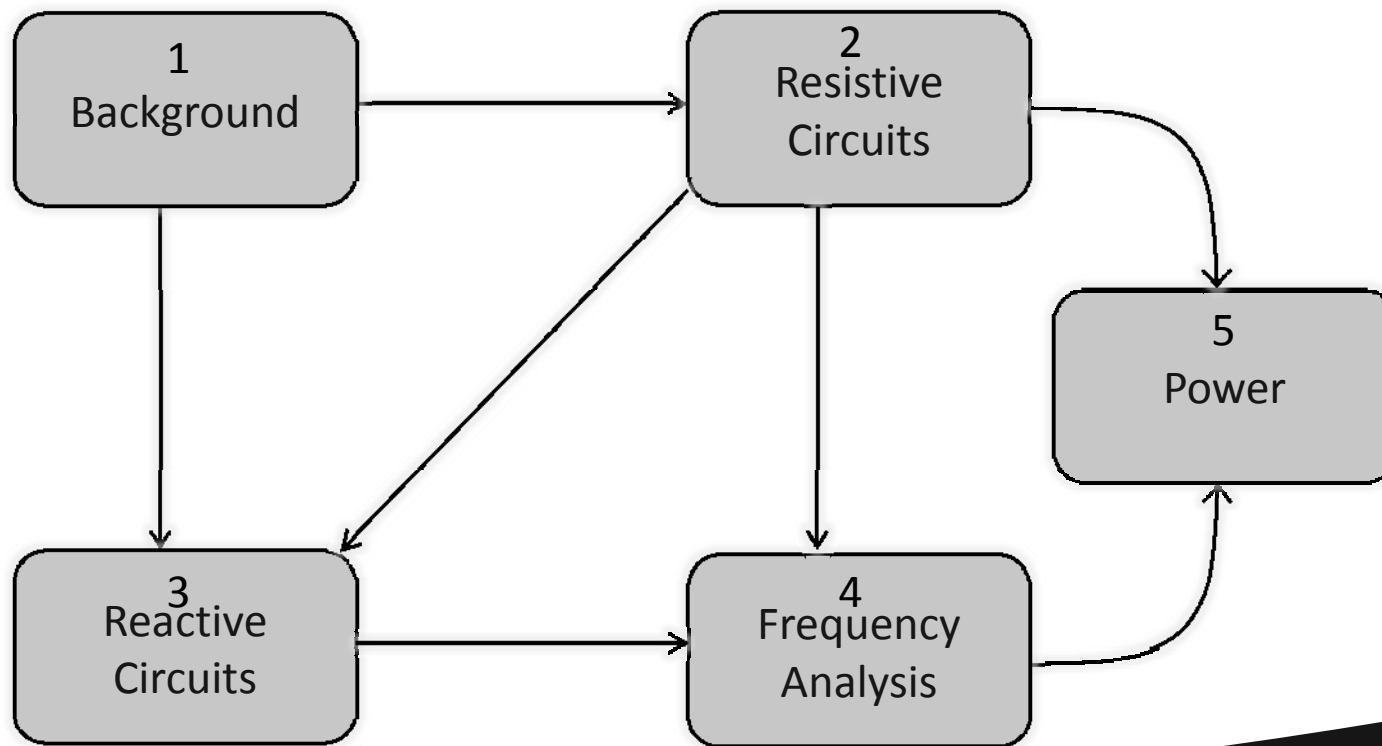 1
Background
2
Resistive
Circuits
3
Reactive
Circuits
4
Frequency
Analysis
5
Power